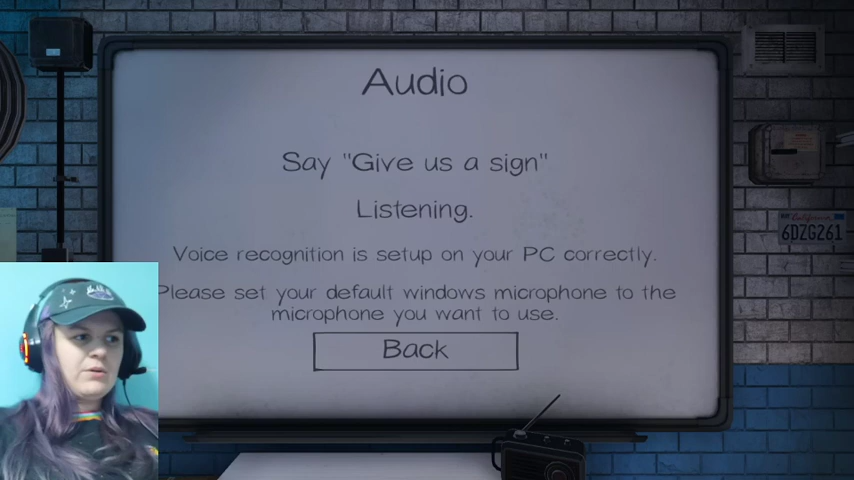 Audio
Say "Give us a sign"
Listening.
Voice recognition is setup on your PC correctly.
Please set your default windows microphone to the
microphone you want to use.
Back
California
6DZG261